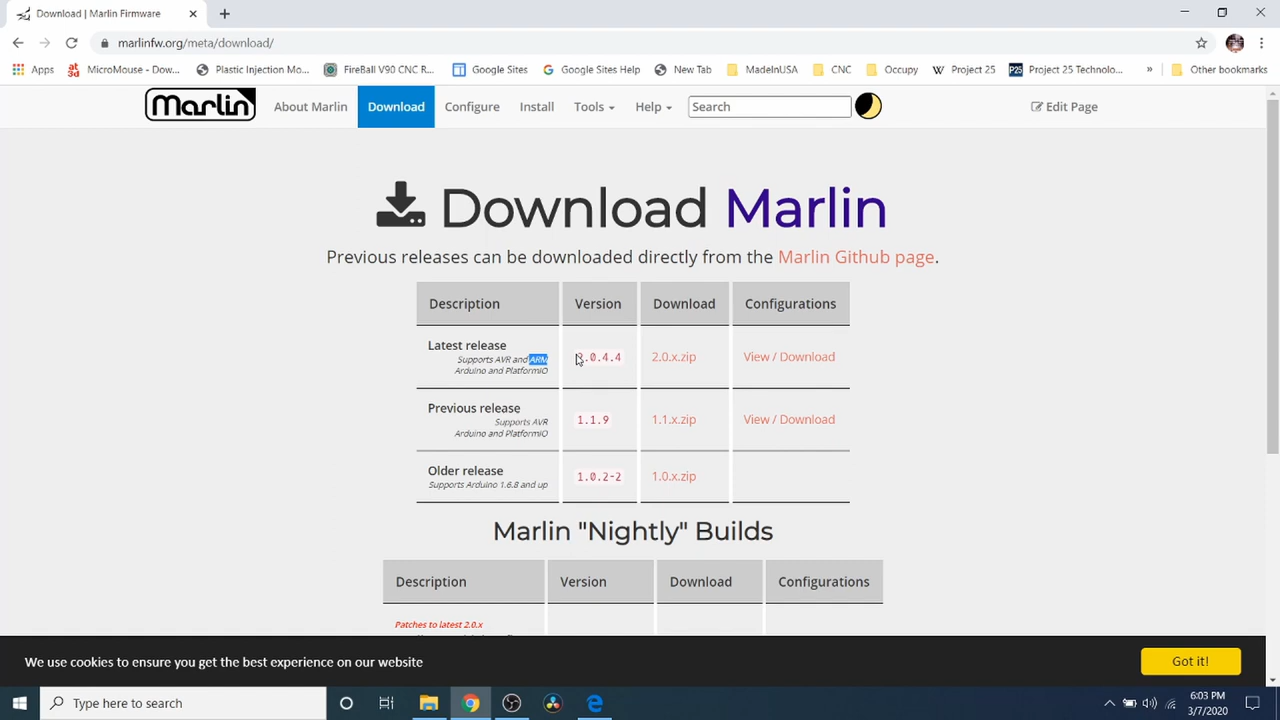 Download | Marlin Firmware
marlinfw.org/meta/download/
Apps
MicroMouse - Dow...
Plastic Injection Mo...
FireBall V90 CNC R...
Google Sites
Google Sites Help
New Tab
MadeInUSA
CNC
Occupy
Project 25
P25
Project 25 Technolo...
»
Other bookmarks
Marlin
About Marlin
Download
Configure
Install
Tools
Help
Search
Edit Page
Download Marlin
Previous releases can be downloaded directly from the Marlin Github page.
Description Version Download Configurations
Latest release
Supports AVR and ARM
Arduino and PlatformIO
2.0.4.4 2.0.x.zip View / Download
Previous release
Supports AVR
Arduino and PlatformIO
1.1.9 1.1.x.zip View / Download
Older release
Supports Arduino 1.6.8 and up
1.0.2-2 1.0.x.zip
Marlin "Nightly" Builds
Description Version Download Configurations
Patches to latest 2.0.x
We use cookies to ensure you get the best experience on our website
Got it!
Type here to search
6:03 PM
3/7/2020